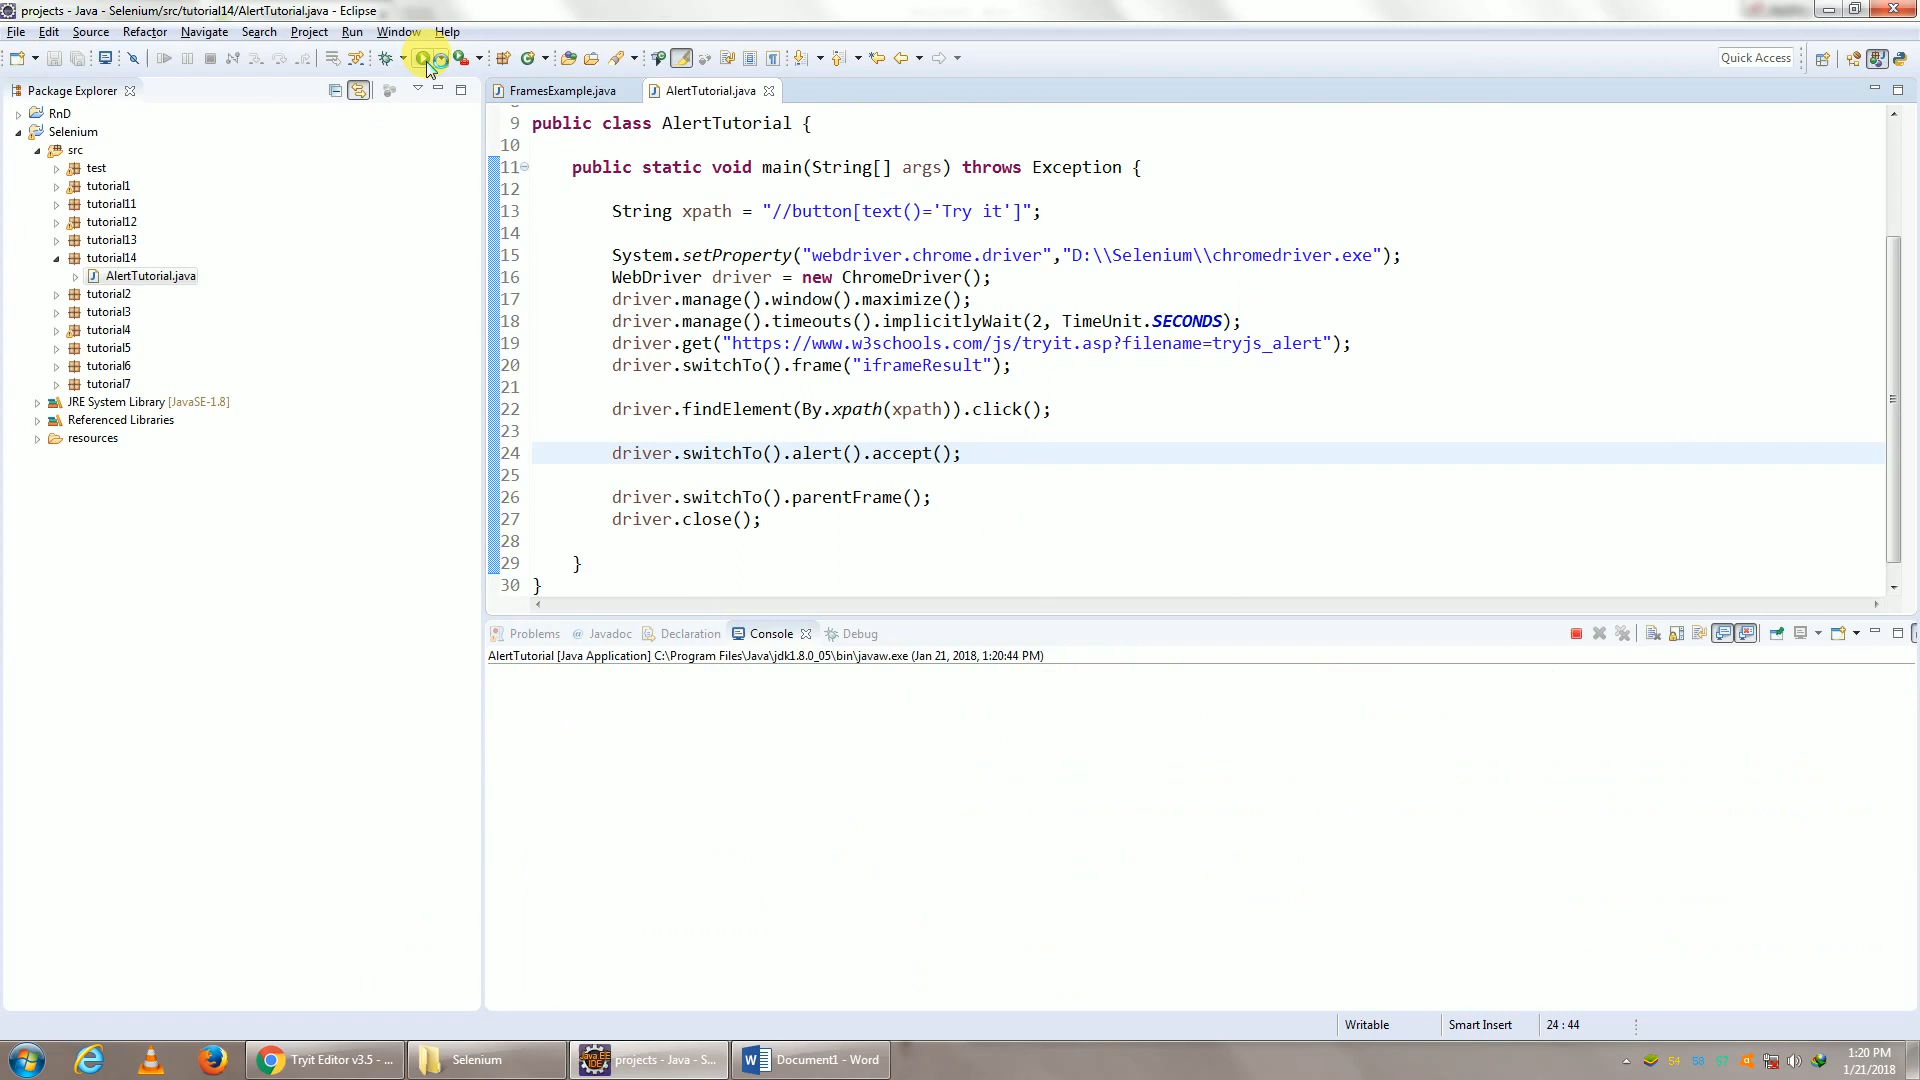 projects - Java - Selenium/src/tutorial14/AlertTutorial.java - Eclipse
File Edit Source Refactor Navigate Search Project Run Window Help
Quick Access
Package Explorer
RnD
Selenium
src
test
tutorial1
tutorial11
tutorial12
tutorial13
tutorial14
AlertTutorial.java
tutorial2
tutorial3
tutorial4
tutorial5
tutorial6
tutorial7
JRE System Library [JavaSE-1.8]
Referenced Libraries
resources
FramesExample.java AlertTutorial.java
9 public class AlertTutorial {
10
11 public static void main(String[] args) throws Exception {
12
13 String xpath = "//button[text()='Try it']";
14
15 System.setProperty("webdriver.chrome.driver","D:\\Selenium\\chromedriver.exe");
16 WebDriver driver = new ChromeDriver();
17 driver.manage().window().maximize();
18 driver.manage().timeouts().implicitlyWait(2, TimeUnit.SECONDS);
19 driver.get("https://www.w3schools.com/js/tryit.asp?filename=tryjs_alert");
20 driver.switchTo().frame("iframeResult");
21
22 driver.findElement(By.xpath(xpath)).click();
23
24 driver.switchTo().alert().accept();
25
26 driver.switchTo().parentFrame();
27 driver.close();
28
29 }
30 }
Problems @ Javadoc Declaration Console Debug
AlertTutorial [Java Application] C:\Program Files\Java\jdk1.8.0_05\bin\javaw.exe (Jan 21, 2018, 1:20:44 PM)
Writable Smart Insert 24 : 44
Tryit Editor v3.5 - ... Selenium projects - Java - S... Document1 - Word
54 58 57
1:20 PM
1/21/2018